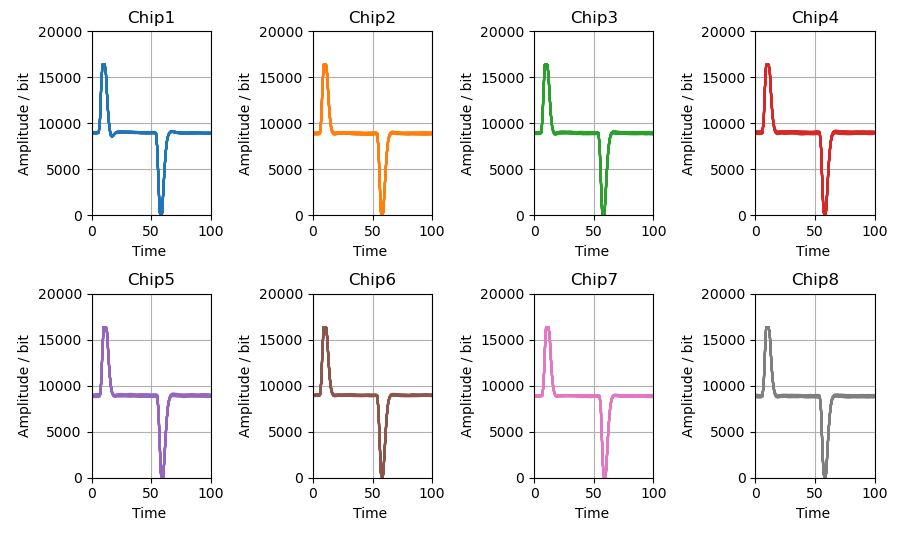 Chip1 Chip2 Chip3 Chip4
20000 20000 20000 20000
15000 15000 15000 15000
10000 10000 10000 10000
5000 5000 5000 5000
0 0 0 0
Amplitude / bit Amplitude / bit Amplitude / bit Amplitude / bit
0 50 100 0 50 100 0 50 100 0 50 100
Time Time Time Time
Chip5 Chip6 Chip7 Chip8
20000 20000 20000 20000
15000 15000 15000 15000
10000 10000 10000 10000
5000 5000 5000 5000
0 0 0 0
Amplitude / bit Amplitude / bit Amplitude / bit Amplitude / bit
0 50 100 0 50 100 0 50 100 0 50 100
Time Time Time Time